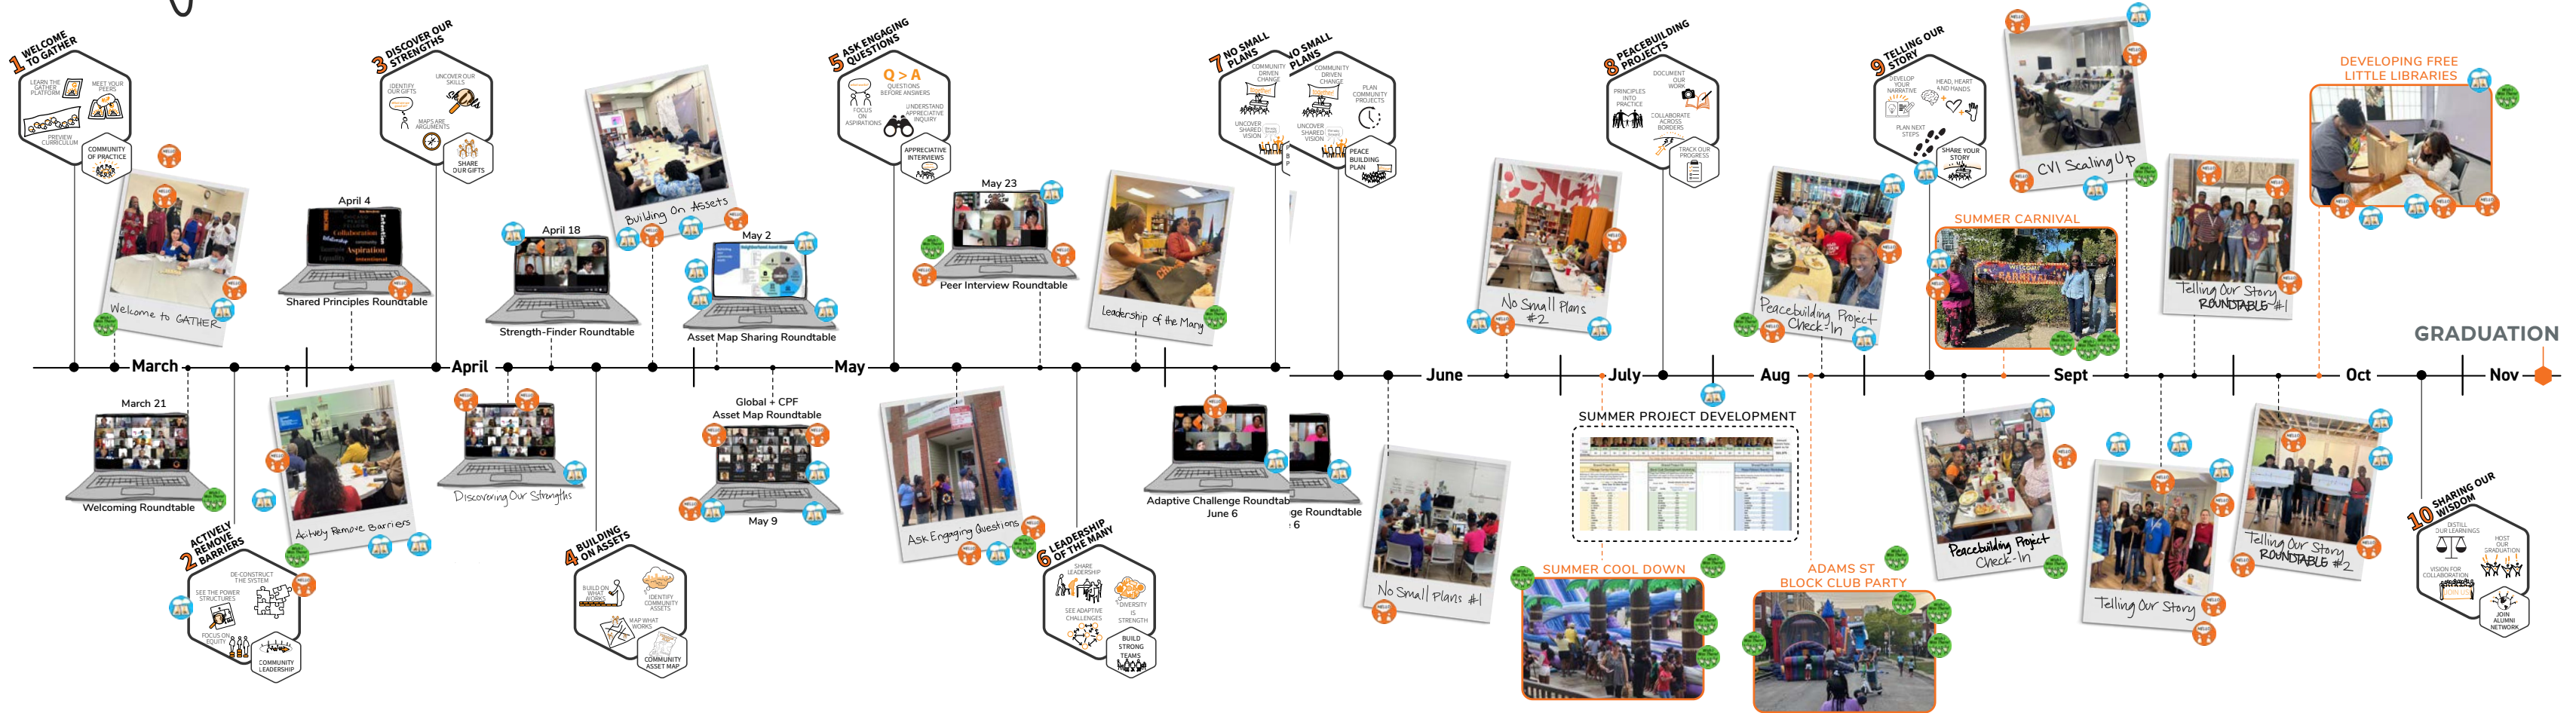 1 WELCOME
TO GATHER
LEARN THE
GATHER
PLATFORM
MEET YOUR
PEERS
PREVIEW
CURRICULUM
COMMUNITY
OF PRACTICE
Welcome to GATHER
March 21
Welcoming Roundtable
2 ACTIVELY
REMOVE
BARRIERS
DE-CONSTRUCT
THE SYSTEM
SEE THE POWER
STRUCTURES
FOCUS ON
EQUITY
COMMUNITY
LEADERSHIP
Actively Remove Barriers
April 4
Collaboration
Aspiration
Shared Principles Roundtable
3 DISCOVER OUR
STRENGTHS
IDENTIFY
OUR GIFTS
UNCOVER OUR
SKILLS
MAPS ARE
ARGUMENTS
SHARE
OUR GIFTS
Discovering Our Strengths
April 18
Strength-Finder Roundtable
4 BUILDING
ON ASSETS
BUILD ON
WHAT
WORKS
IDENTIFY
COMMUNITY
ASSETS
MAP WHAT
WORKS
COMMUNITY
ASSET MAP
Building On Assets
May 2
Asset Map Sharing Roundtable
Global + CPF
Asset Map Roundtable
May 9
5 ASK ENGAGING
QUESTIONS
Q > A
QUESTIONS
BEFORE ANSWERS
FOCUS
ON
ASPIRATIONS
UNDERSTAND
APPRECIATIVE
INQUIRY
APPRECIATIVE
INTERVIEWS
Ask Engaging Questions
May 23
Peer Interview Roundtable
6 LEADERSHIP
OF THE MANY
SHARE
LEADERSHIP
SEE ADAPTIVE
CHALLENGES
DIVERSITY
IS
STRENGTH
BUILD
STRONG
TEAMS
Leadership of the Many
Adaptive Challenge Roundtab
June 6
ge Roundtable
e 6
7 NO SMALL
PLANS
COMMUNITY
DRIVEN
CHANGE
UNCOVER
SHARED
VISION
NO SMALL
PLANS
COMMUNITY
DRIVEN
CHANGE
PLAN
COMMUNITY
PROJECTS
UNCOVER
SHARED
VISION
PEACE
BUILDING
PLAN
No Small Plans #1
No Small Plans
#2
8 PEACEBUILDING
PROJECTS
DOCUMENT
OUR
WORK
PRINCIPLES
INTO
PRACTICE
COLLABORATE
ACROSS
BORDERS
TRACK OUR
PROGRESS
SUMMER PROJECT DEVELOPMENT
SUMMER COOL DOWN
ADAMS ST
BLOCK CLUB PARTY
Peacebuilding Project
Check-In
9 TELLING OUR
STORY
DEVELOP
YOUR
NARRATIVE
HEAD, HEART
AND HANDS
PLAN NEXT
STEPS
SHARE YOUR
STORY
SUMMER CARNIVAL
Peacebuilding Project
Check-In
CVI Scaling Up
Telling Our Story
Telling Our Story
ROUNDTABLE #1
Telling Our Story
ROUNDTABLE #2
DEVELOPING FREE
LITTLE LIBRARIES
10 SHARING OUR
WISDOM
DISTILL
OUR LEARNINGS
HOST
OUR
GRADUATION
VISION FOR
COLLABORATION
JOIN
ALUMNI
NETWORK
GRADUATION
March
April
May
June
July
Aug
Sept
Oct
Nov